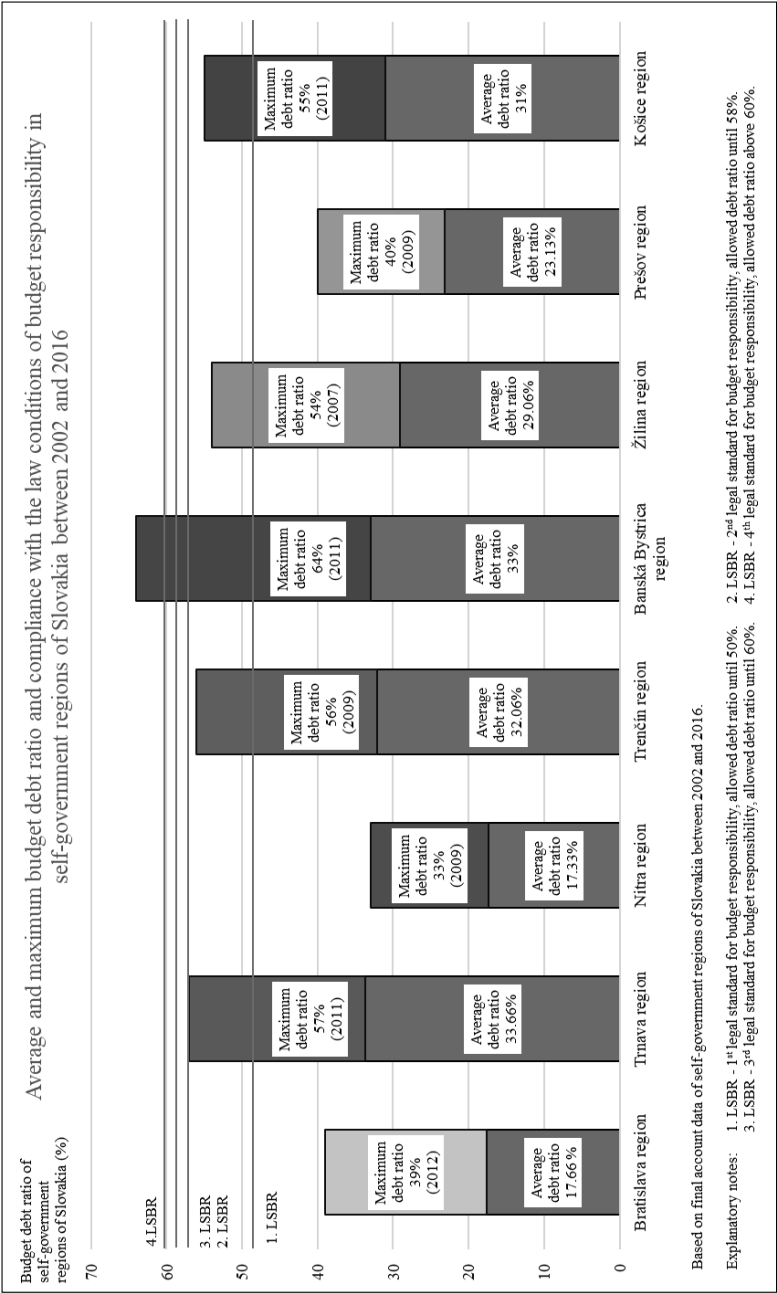 Average and maximum budget debt ratio and compliance with the law conditions of budget responsibility in
self-government regions of Slovakia between 2002 and 2016
Budget debt ratio of
self-government
regions of Slovakia (%)
70
60
50
40
30
20
10
0
4.LSBR
3. LSBR
2. LSBR
1. LSBR
Maximum
debt ratio
39%
(2012)
Average
debt ratio
17.66%
Bratislava region
Maximum
debt ratio
57%
(2011)
Average
debt ratio
33.66%
Trnava region
Maximum
debt ratio
33%
(2009)
Average
debt ratio
17.33%
Nitra region
Maximum
debt ratio
56%
(2009)
Average
debt ratio
32.06%
Trenčín region
Maximum
debt ratio
64%
(2011)
Average
debt ratio
33%
Banská Bystrica
region
Maximum
debt ratio
54%
(2007)
Average
debt ratio
29.06%
Žilina region
Maximum
debt ratio
40%
(2009)
Average
debt ratio
23.13%
Prešov region
Maximum
debt ratio
55%
(2011)
Average
debt ratio
31%
Košice region
Based on final account data of self-government regions of Slovakia between 2002 and 2016.
Explanatory notes: 1. LSBR - 1st legal standard for budget responsibility, allowed debt ratio until 50%. 2. LSBR - 2nd legal standard for budget responsibility, allowed debt ratio until 58%.
3. LSBR - 3rd legal standard for budget responsibility, allowed debt ratio until 60%. 4. LSBR - 4th legal standard for budget responsibility, allowed debt ratio above 60%.